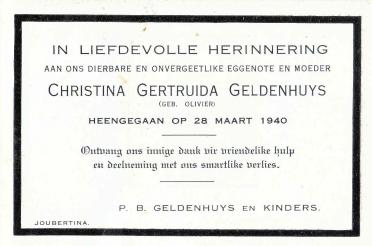 IN LIEFDEVOLLE HERINNERING
AAN ONS DIERBARE EN ONVERGEETLIKE EGGENOTE EN MOEDER
CHRISTINA GERTRUIDA GELDENHUYS
(GEB. OLIVIER)
HEENGEGAAN OP 28 MAART 1940
Ontvang ons innige dank vir vriendelike hulp
en deelneming met ons smartlike verlies.
P. B. GELDENHUYS EN KINDERS.
JOUBERTINA.